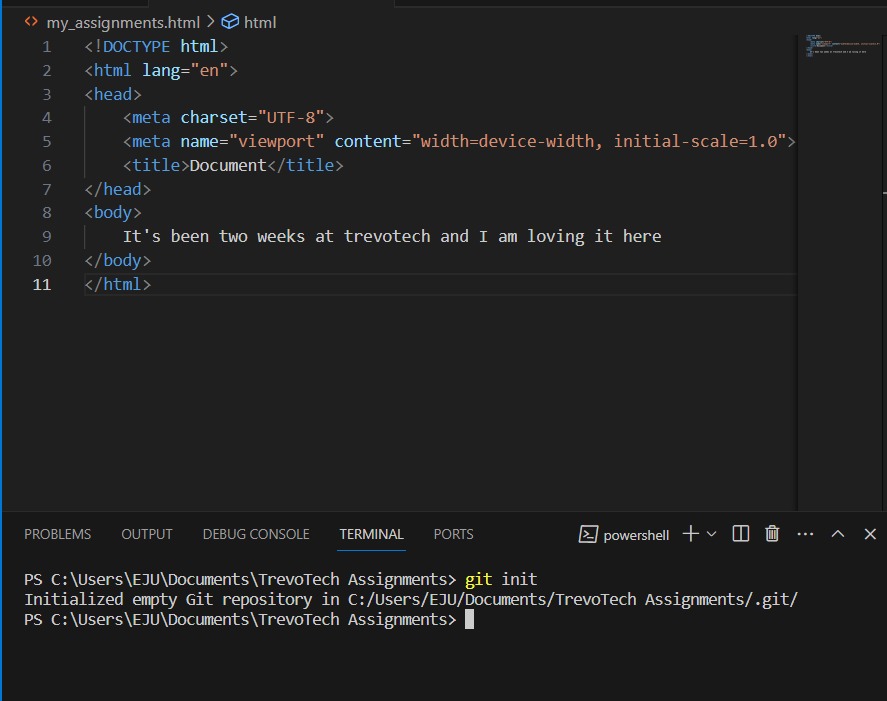 my_assignments.html > html
1 <!DOCTYPE html>
2 <html lang="en">
3 <head>
4     <meta charset="UTF-8">
5     <meta name="viewport" content="width=device-width, initial-scale=1.0">
6     <title>Document</title>
7 </head>
8 <body>
9     It's been two weeks at trevotech and I am loving it here
10 </body>
11 </html>
PROBLEMS OUTPUT DEBUG CONSOLE TERMINAL PORTS powershell
PS C:\Users\EJU\Documents\TrevoTech Assignments> git init
Initialized empty Git repository in C:/Users/EJU/Documents/TrevoTech Assignments/.git/
PS C:\Users\EJU\Documents\TrevoTech Assignments>